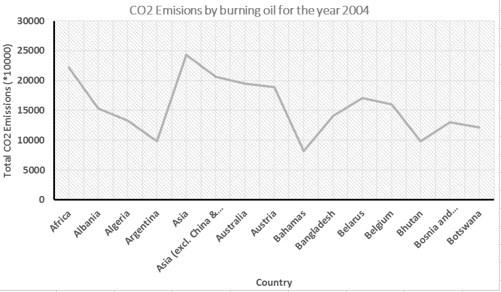 CO2 Emisions by burning oil for the year 2004
Total CO2 Emissions (*10000)
30000
25000
20000
15000
10000
5000
0
Africa
Albania
Algeria
Argentina
Asia
Asia (excl. China &...
Australia
Austria
Bahamas
Bangladesh
Belarus
Belgium
Bhutan
Bosnia and...
Botswana
Country